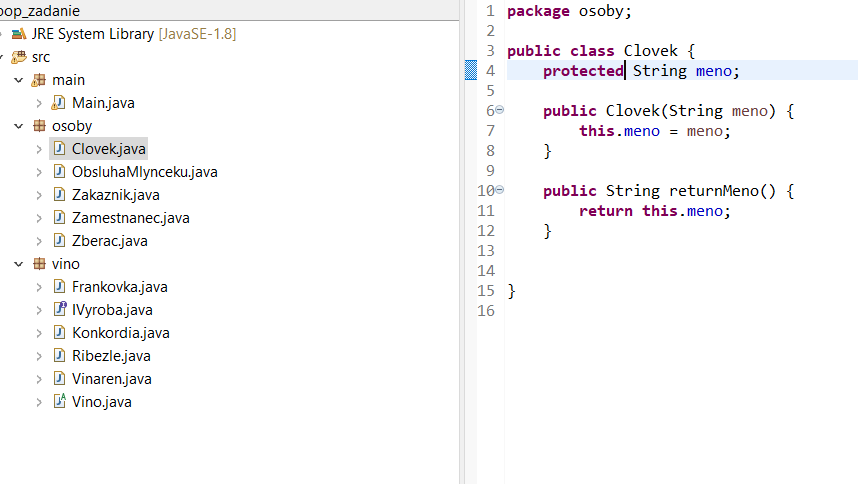 oop_zadanie
JRE System Library [JavaSE-1.8]
src
main
Main.java
osoby
Clovek.java
ObsluhaMlynceku.java
Zakaznik.java
Zamestnanec.java
Zberac.java
vino
Frankovka.java
IVyroba.java
Konkordia.java
Ribezle.java
Vinaren.java
Vino.java
1 package osoby;
2
3 public class Clovek {
4 protected String meno;
5
6 public Clovek(String meno) {
7 this.meno = meno;
8 }
9
10 public String returnMeno() {
11 return this.meno;
12 }
13
14
15 }
16